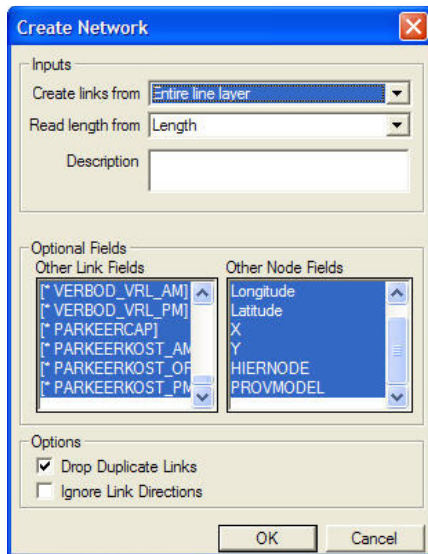 Create Network
Inputs
Create links from Entire line layer
Read length from Length
Description
Optional Fields
Other Link Fields Other Node Fields
[* VERBOD_VRL_AM] Longitude
[* VERBOD_VRL_PM] Latitude
[* PARKEERCAP] X
[* PARKEERKOST_AM Y
[* PARKEERKOST_OF HIERNODE
[* PARKEERKOST_PM PROVMODEL
Options
Drop Duplicate Links
Ignore Link Directions
OK Cancel